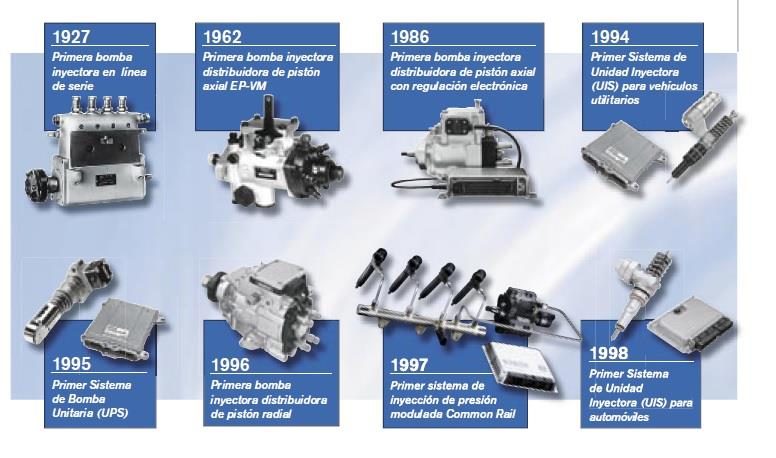 1927
Primera bomba
inyectora en línea
de serie
1962
Primera bomba inyectora
distribuidora de pistón
axial EP-VM
1986
Primera bomba inyectora
distribuidora de pistón axial
con regulación electrónica
1994
Primer Sistema de
Unidad Inyectora
(UIS) para vehiculos
utilitarios
1995
Primer Sistema
de Bomba
Unitaria (UPS)
1996
Primera bomba
inyectora distribuidora
de pistón radial
1997
Primer sistema de
inyección de presión
modulada Common Rail
1998
Primer Sistema
de Unidad
Inyectora (UIS) para
automóviles